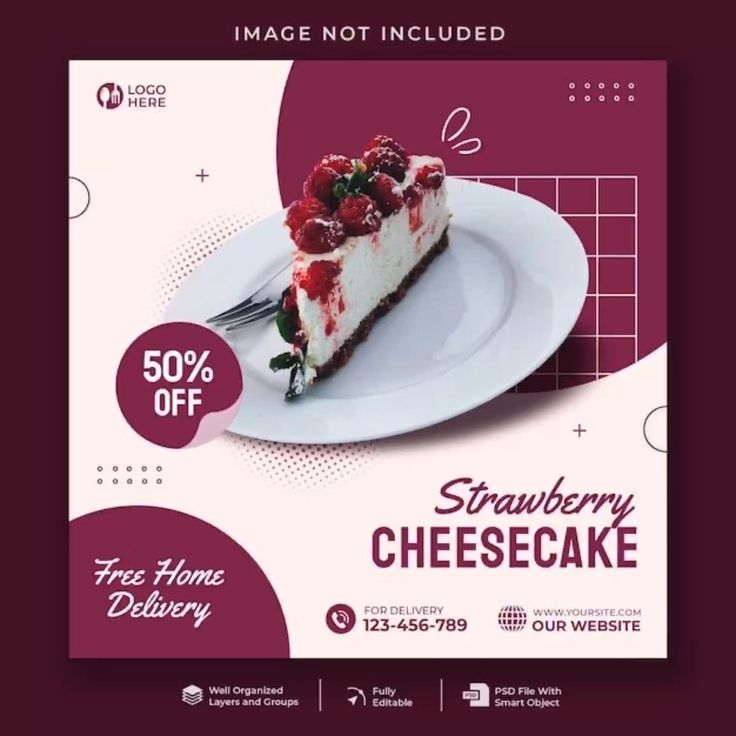 IMAGE NOT INCLUDED
LOGO
HERE
50%
OFF
Strawberry
CHEESECAKE
Free Home
Delivery
FOR DELIVERY
123-456-789
WWW.YOURSITE.COM
OUR WEBSITE
Well Organized
Layers and Groups
Fully
Editable
PSD
PSD File With
Smart Object